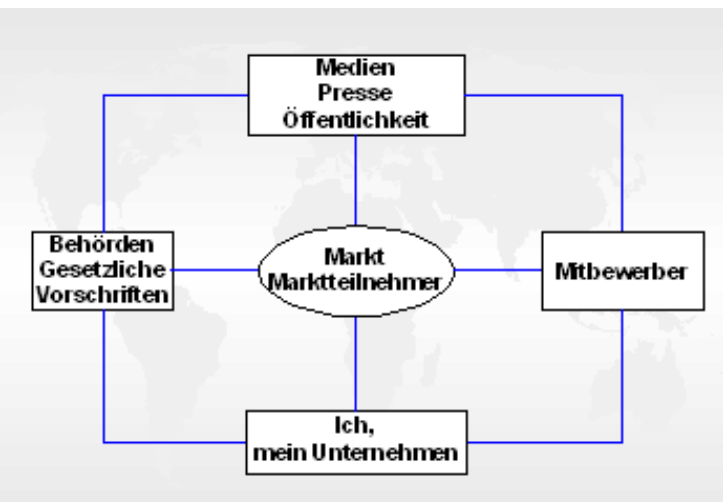 Medien
Presse
Öffentlichkeit
Behörden
Gesetzliche
Vorschriften
Markt
Marktteilnehmer
Mitbewerber
Ich,
mein Unternehmen